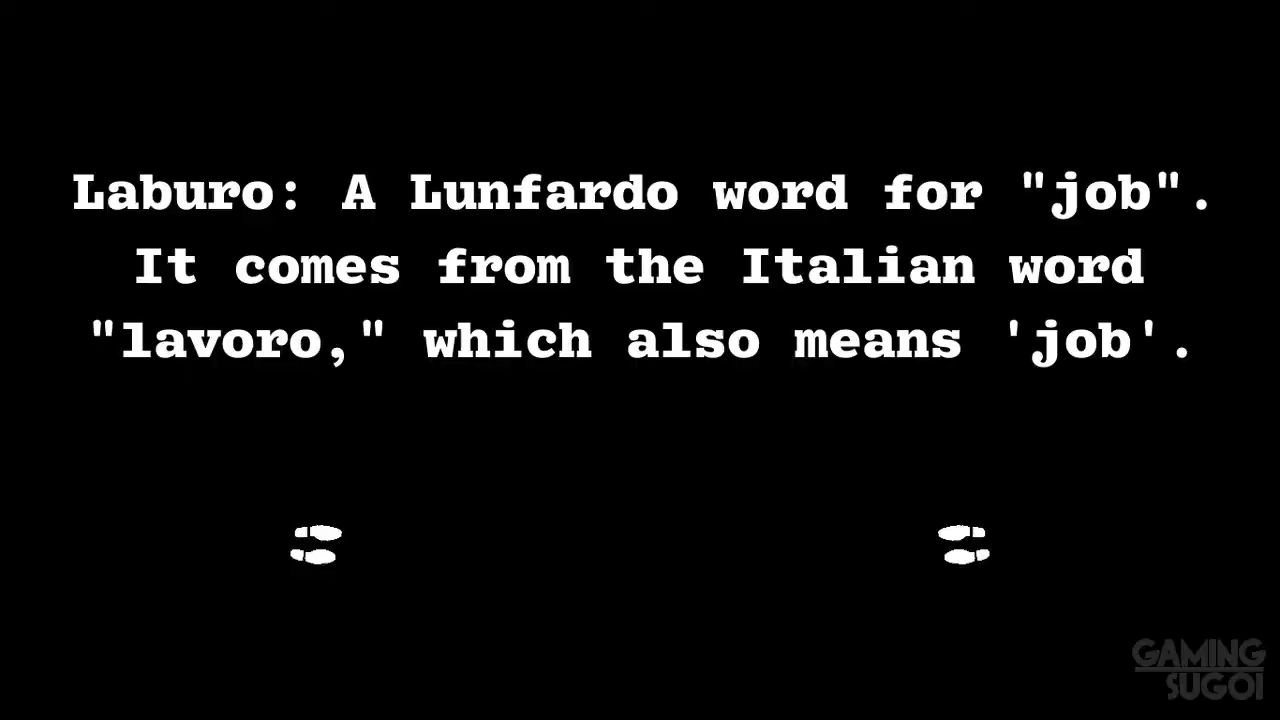 Laburo: A Lunfardo word for "job".
It comes from the Italian word
"lavoro," which also means 'job'.
GAMING
SUGOI